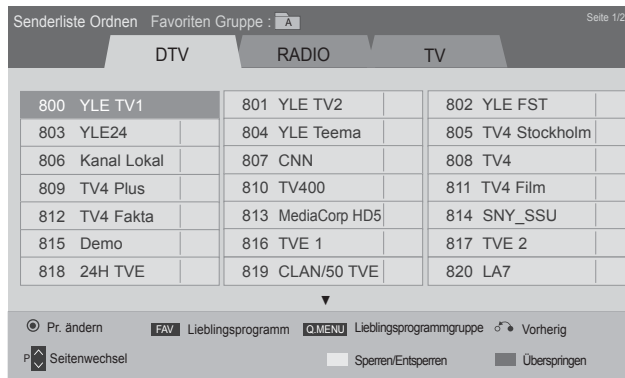 Senderliste Ordnen Favoriten Gruppe : A Seite 1/2
DTV RADIO TV
800 YLE TV1 801 YLE TV2 802 YLE FST
803 YLE24 804 YLE Teema 805 TV4 Stockholm
806 Kanal Lokal 807 CNN 808 TV4
809 TV4 Plus 810 TV400 811 TV4 Film
812 TV4 Fakta 813 MediaCorp HD5 814 SNY_SSU
815 Demo 816 TVE 1 817 TVE 2
818 24H TVE 819 CLAN/50 TVE 820 LA7
Pr. ändern FAV Lieblingsprogramm Q.MENU Lieblingsprogrammgruppe Vorherig
P Seitenwechsel Sperren/Entsperren Überspringen